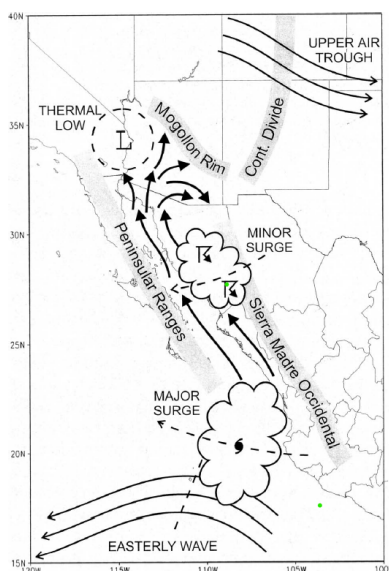 40N
UPPER AIR
TROUGH
THERMAL
LOW
Mogollon Rim
Cont. Divide
35N
L
MINOR
SURGE
30N
Peninsular Ranges
Sierra Madre Occidental
25N
MAJOR
SURGE
20N
EASTERLY WAVE
15N
120W
115W
110W
105W
100